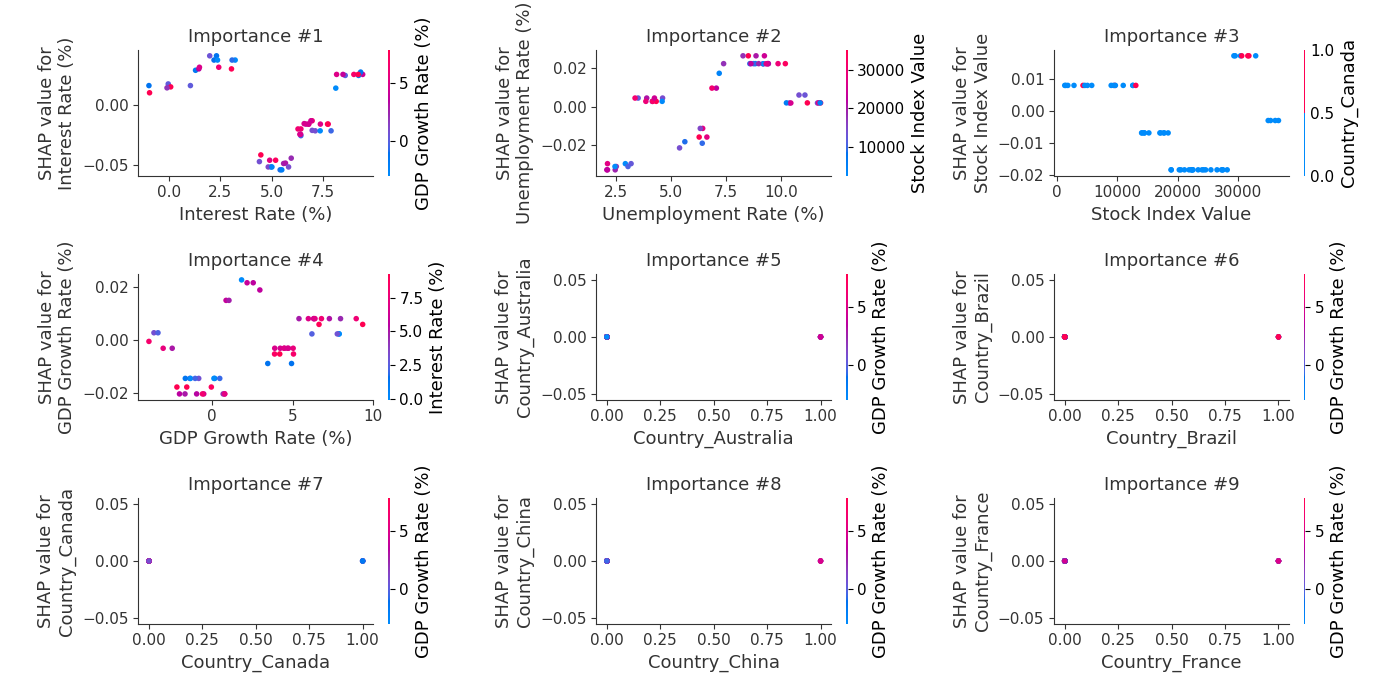 Importance #1
SHAP value for
Interest Rate (%)
0.00
−0.05
0.0
2.5
5.0
7.5
Interest Rate (%)
5
0
GDP Growth Rate (%)
Importance #2
SHAP value for
Unemployment Rate (%)
0.02
0.00
−0.02
2.5
5.0
7.5
10.0
Unemployment Rate (%)
30000
20000
10000
Stock Index Value
Importance #3
SHAP value for
Stock Index Value
0.01
0.00
−0.01
−0.02
0
10000
20000
30000
Stock Index Value
1.0
0.5
0.0
Country_Canada
Importance #4
SHAP value for
GDP Growth Rate (%)
0.02
0.00
−0.02
0
5
10
GDP Growth Rate (%)
7.5
5.0
2.5
0.0
Interest Rate (%)
Importance #5
SHAP value for
Country_Australia
0.05
0.00
−0.05
0.00
0.25
0.50
0.75
1.00
Country_Australia
5
0
GDP Growth Rate (%)
Importance #6
SHAP value for
Country_Brazil
0.05
0.00
−0.05
0.00
0.25
0.50
0.75
1.00
Country_Brazil
5
0
GDP Growth Rate (%)
Importance #7
SHAP value for
Country_Canada
0.05
0.00
−0.05
0.00
0.25
0.50
0.75
1.00
Country_Canada
5
0
GDP Growth Rate (%)
Importance #8
SHAP value for
Country_China
0.05
0.00
−0.05
0.00
0.25
0.50
0.75
1.00
Country_China
5
0
GDP Growth Rate (%)
Importance #9
SHAP value for
Country_France
0.05
0.00
−0.05
0.00
0.25
0.50
0.75
1.00
Country_France
5
0
GDP Growth Rate (%)